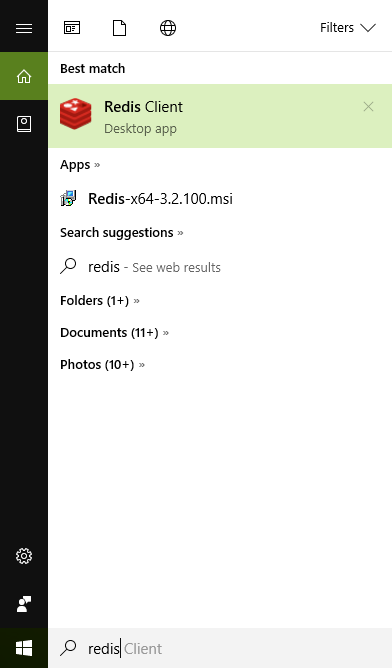 Filters
Best match
Redis Client
Desktop app
Apps »
Redis-x64-3.2.100.msi
Search suggestions »
redis - See web results
Folders (1+) »
Documents (11+) »
Photos (10+) »
redis Client